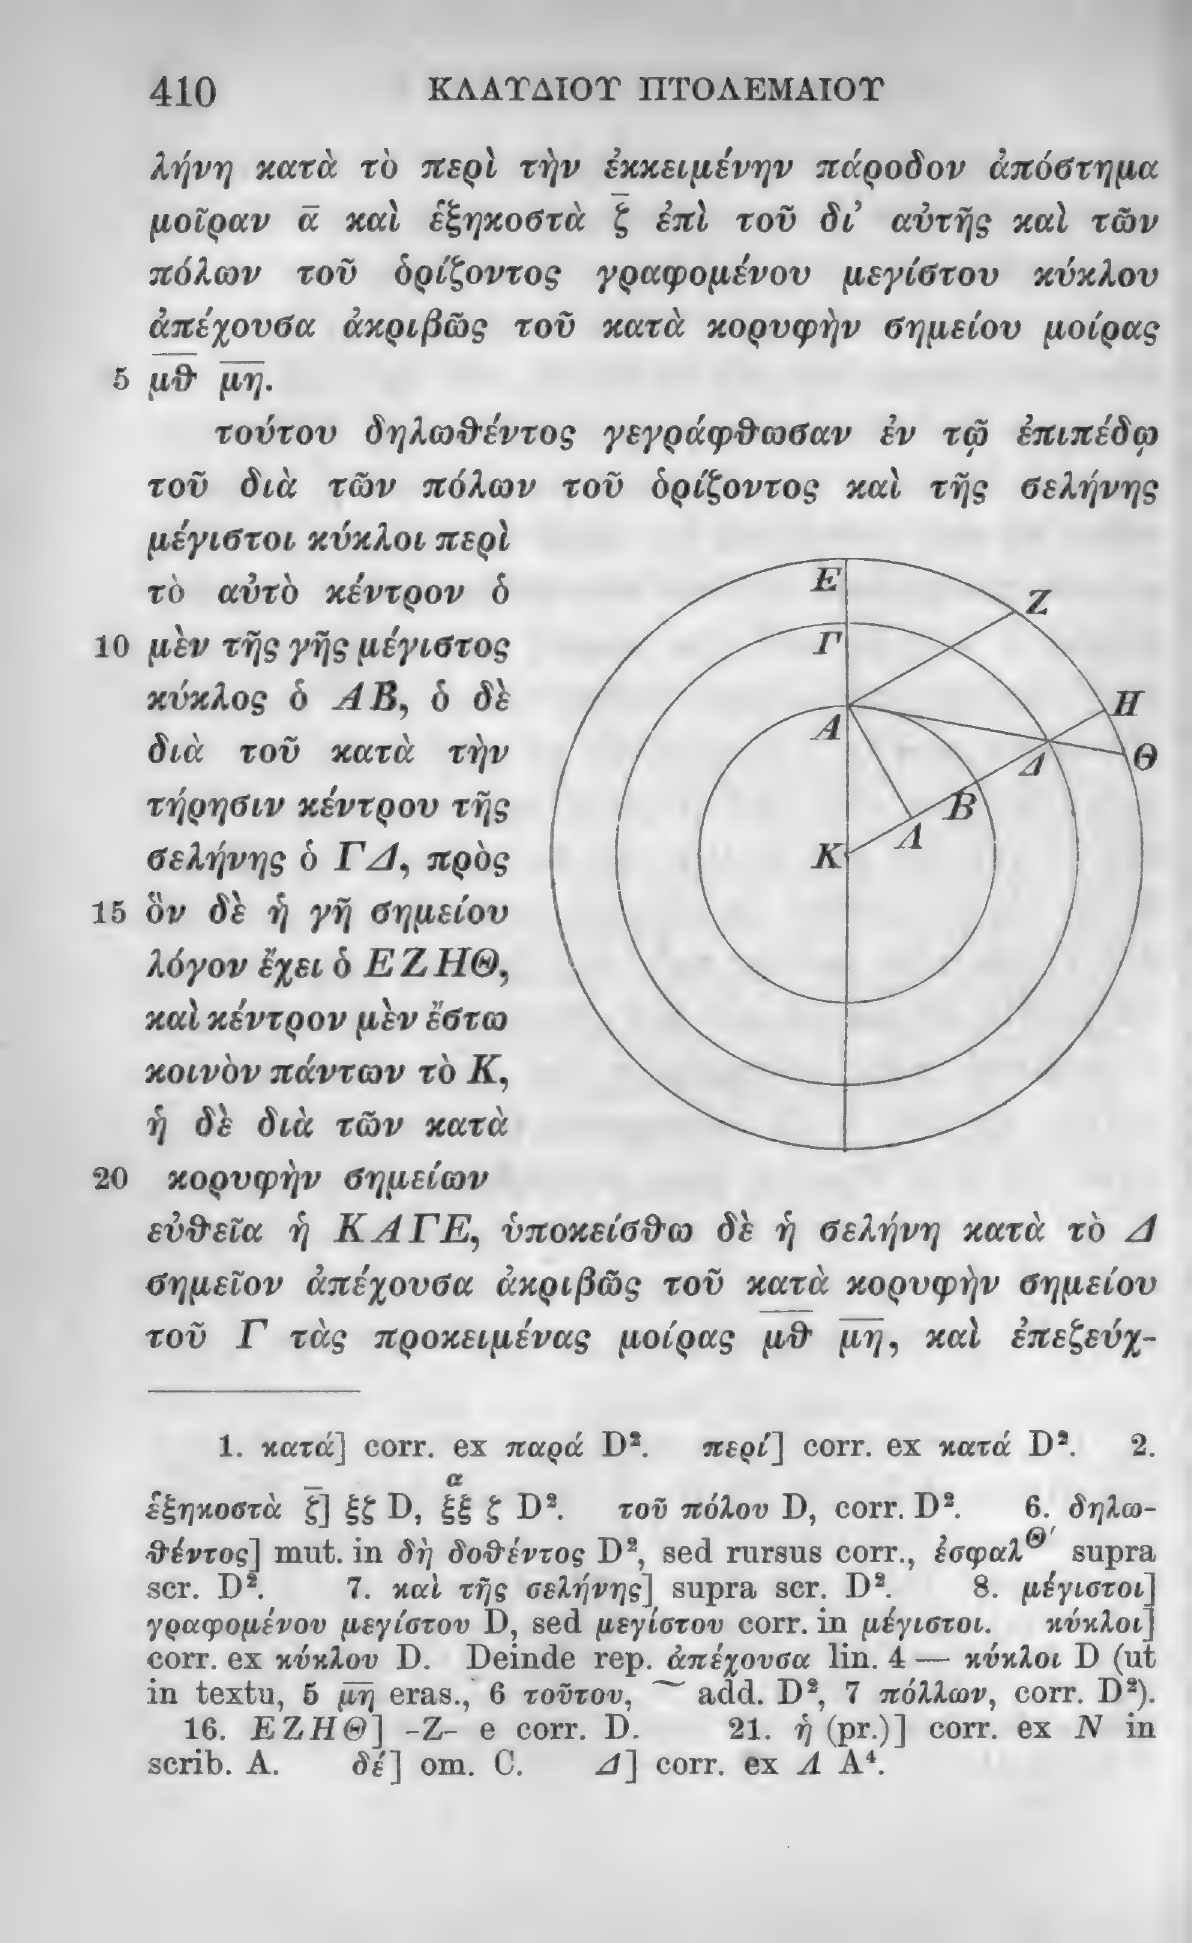 410 ΚΛΑΥΔΙΟΥ ΠΤΟΛΕΜΑΙΟΥ
λήνη κατὰ τὸ περὶ τὴν ἐκκειμένην πάροδον ἀπόστημα
μοῖραν α̅ καὶ ἑξηκοστὰ ζ̅ ἐπὶ τοῦ δι’ αὐτῆς καὶ τῶν
πόλων τοῦ ὁρίζοντος γραφομένου μεγίστου κύκλου
ἀπέχουσα ἀκριβῶς τοῦ κατὰ κορυφὴν σημείου μοίρας
5 μ̅θ̅ μ̅η̅.
τούτου δηλωθέντος γεγράφθωσαν ἐν τῷ ἐπιπέδῳ
τοῦ διὰ τῶν πόλων τοῦ ὁρίζοντος καὶ τῆς σελήνης
μέγιστοι κύκλοι περὶ
τὸ αὐτὸ κέντρον ὁ
10 μὲν τῆς γῆς μέγιστος
κύκλος ὁ ΑΒ, ὁ δὲ
διὰ τοῦ κατὰ τὴν
τήρησιν κέντρου τῆς
σελήνης ὁ ΓΔ, πρὸς
15 ὃν δὲ ἡ γῆ σημείου
λόγον ἔχει ὁ ΕΖΗΘ,
καὶ κέντρον μὲν ἔστω
κοινὸν πάντων τὸ Κ,
ἡ δὲ διὰ τῶν κατὰ
20 κορυφὴν σημείων
Ε
Ζ
Γ
Η
Α
Θ
Δ
Β
Λ
Κ
εὐθεῖα ἡ ΚΑΓΕ, ὑποκείσθω δὲ ἡ σελήνη κατὰ τὸ Δ
σημεῖον ἀπέχουσα ἀκριβῶς τοῦ κατὰ κορυφὴν σημείου
τοῦ Γ τὰς προκειμένας μοίρας μ̅θ̅ μ̅η̅, καὶ ἐπεζεύχ-
1. κατά] corr. ex παρά D². περί] corr. ex κατά D². 2.
ἑξηκοστὰ ζ̅] ξζ D, ξ̅ξ̅ᵅ ζ D². τοῦ πόλου D, corr. D². 6. δηλω-
θέντος] mut. in δὴ δοθέντος D², sed rursus corr., ἐσφαλ^Θ′ supra
scr. D². 7. καὶ τῆς σελήνης] supra scr. D². 8. μέγιστοι]
γραφομένου μεγίστου D, sed μεγίστου corr. in μέγιστοι. κύκλοι]
corr. ex κύκλου D. Deinde rep. ἀπέχουσα lin. 4 — κύκλοι D (ut
in textu, 5 μ̅η̅ eras., 6 τοῦτου, ~ add. D², 7 πόλλων, corr. D²).
16. ΕΖΗΘ] -Ζ- e corr. D. 21. ἡ (pr.)] corr. ex Ν in
scrib. A. δέ] om. C. Δ] corr. ex Λ A⁴.